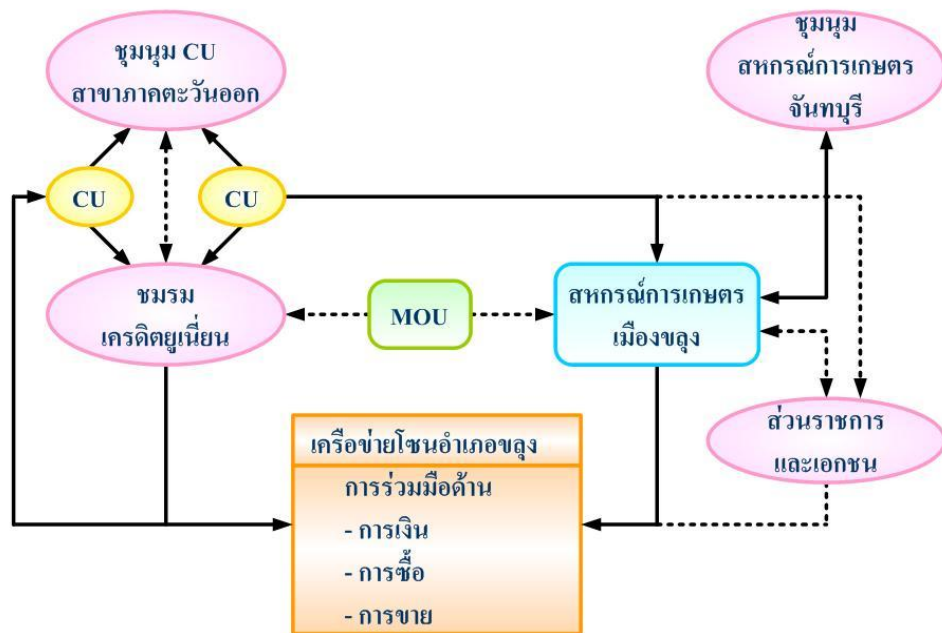 ชุมนุม CU
สาขาภาคตะวันออก
ชุมนุม
สหกรณ์การเกษตร
จันทบุรี
CU
CU
ชมรม
เครดิตยูเนี่ยน
MOU
สหกรณ์การเกษตร
เมืองขลุง
ส่วนราชการ
และเอกชน
เครือข่ายโซนอำเภอขลุง
การร่วมมือด้าน
- การเงิน
- การซื้อ
- การขาย